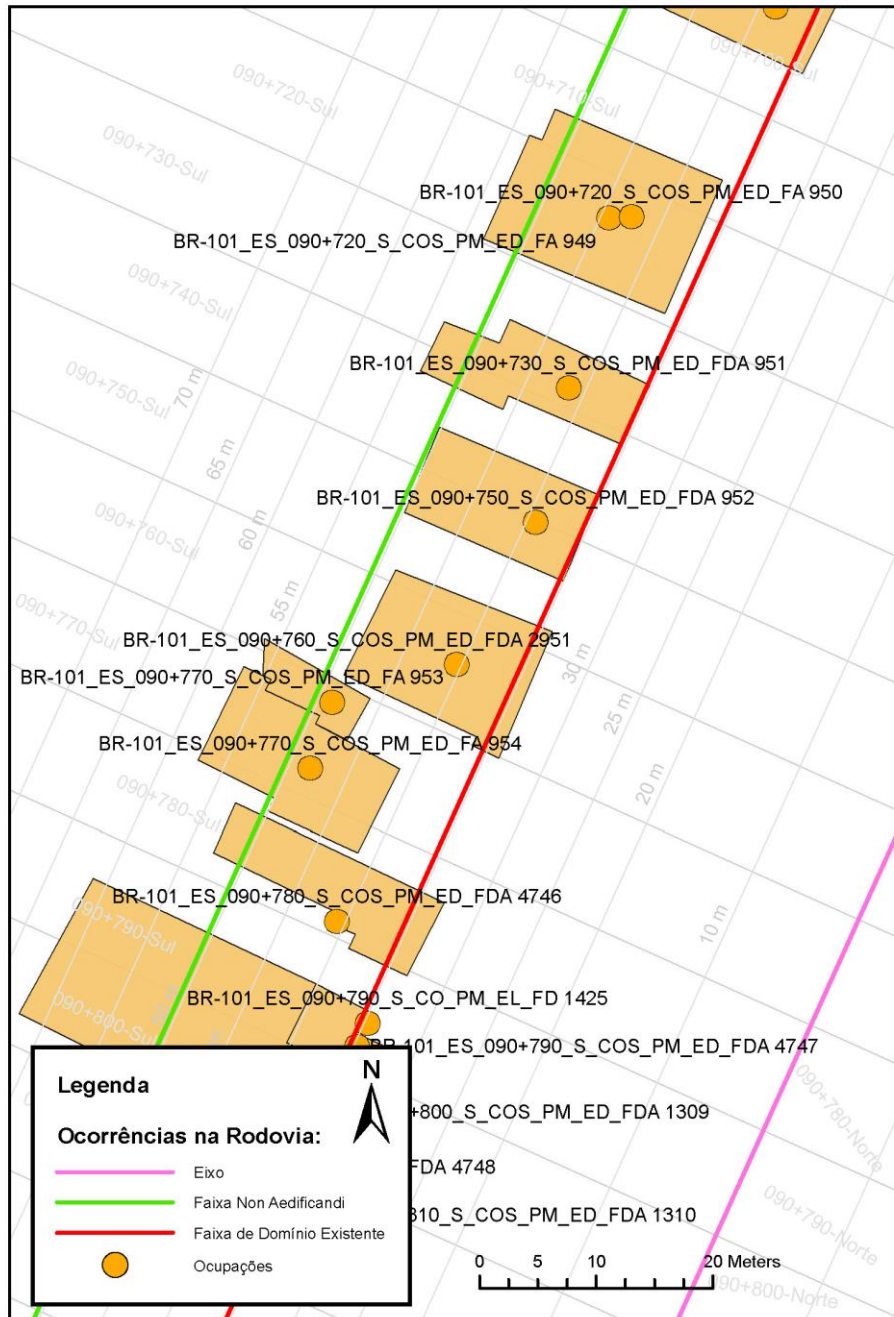 090+700-Sul
090+720-Sul
090+710-Sul
090+730-Sul
BR-101_ES_090+720_S_COS_PM_ED_FA 950
BR-101_ES_090+720_S_COS_PM_ED_FA 949
090+740-Sul
BR-101_ES_090+730_S_COS_PM_ED_FDA 951
70 m
090+750-Sul
65 m
BR-101_ES_090+750_S_COS_PM_ED_FDA 952
60 m
090+760-Sul
55 m
090+770-Sul
BR-101_ES_090+760_S_COS_PM_ED_FDA 2951
30 m
BR-101_ES_090+770_S_COS_PM_ED_FA 953
25 m
BR-101_ES_090+770_S_COS_PM_ED_FA 954
20 m
090+780-Sul
BR-101_ES_090+780_S_COS_PM_ED_FDA 4746
10 m
090+790-Sul
BR-101_ES_090+790_S_CO_PM_EL_FD 1425
090+800-Sul
BR-101_ES_090+790_S_COS_PM_ED_FDA 4747
090+780-Norte
+800_S_COS_PM_ED_FDA 1309
FDA 4748
310_S_COS_PM_ED_FDA 1310
090+790-Norte
090+800-Norte
Legenda
N
Ocorrências na Rodovia:
Eixo
Faixa Non Aedificandi
Faixa de Domínio Existente
Ocupações
0 5 10 20 Meters